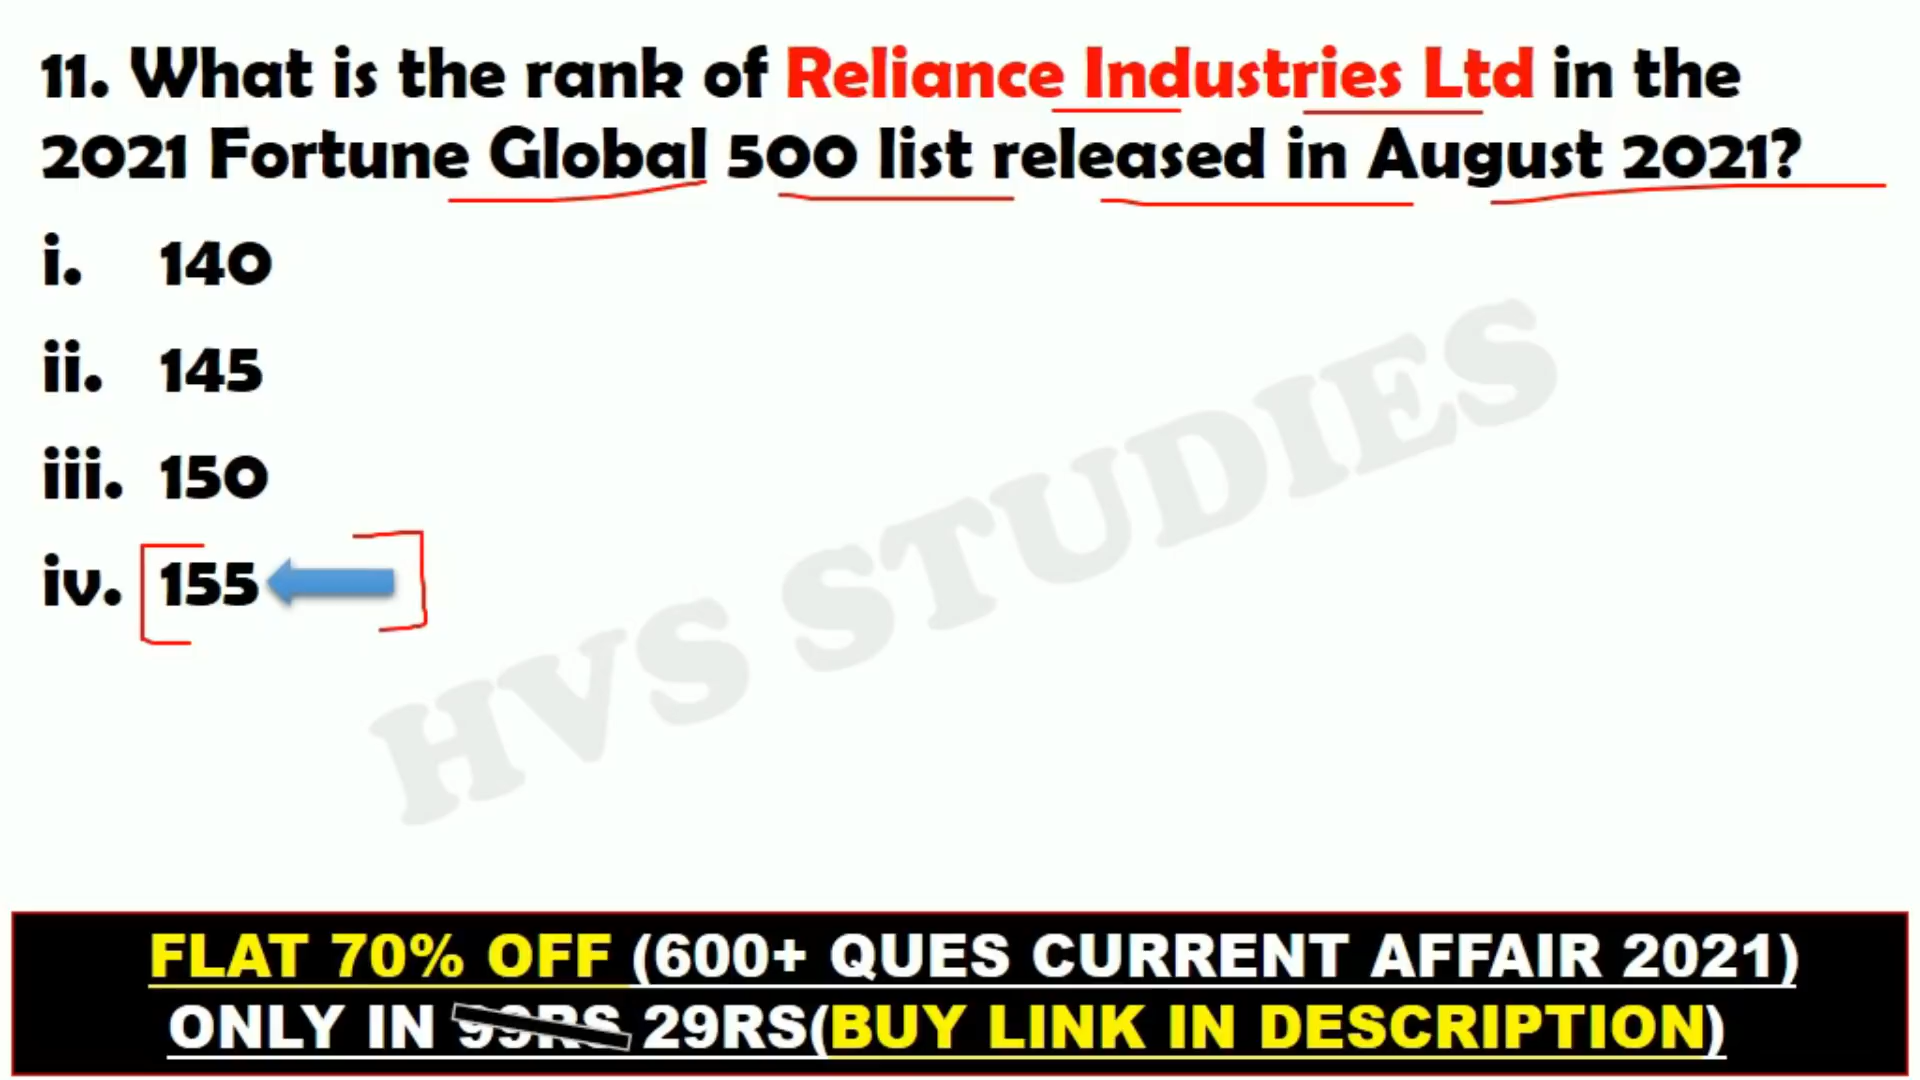 11. What is the rank of Reliance Industries Ltd in the
2021 Fortune Global 500 list released in August 2021?
i. 140
ii. 145
iii. 150
iv. 155
HVS STUDIES
FLAT 70% OFF (600+ QUES CURRENT AFFAIR 2021)
ONLY IN 99RS 29RS(BUY LINK IN DESCRIPTION)